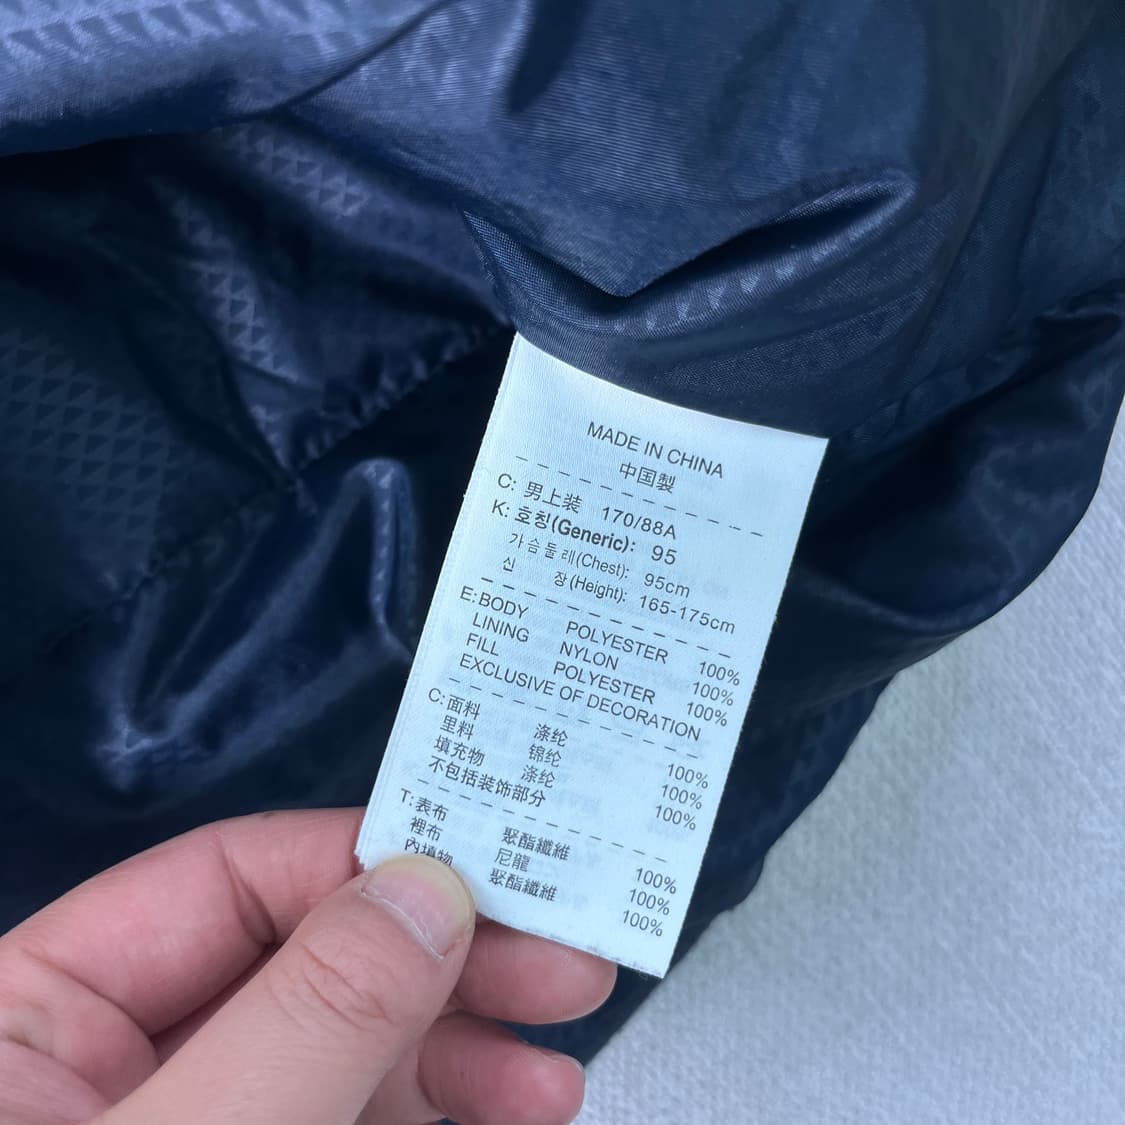 MADE IN CHINA
中国製
C: 男上装 170/88A
K: 호칭(Generic): 95
가슴둘레(Chest): 95cm
신 장(Height): 165-175cm
E: BODY POLYESTER 100%
LINING NYLON 100%
FILL POLYESTER 100%
EXCLUSIVE OF DECORATION
C: 面料 涤纶 100%
里料 锦纶 100%
填充物 涤纶 100%
不包括装饰部分
T: 表布 聚酯纖維 100%
裡布 尼龍 100%
內填物 聚酯纖維 100%